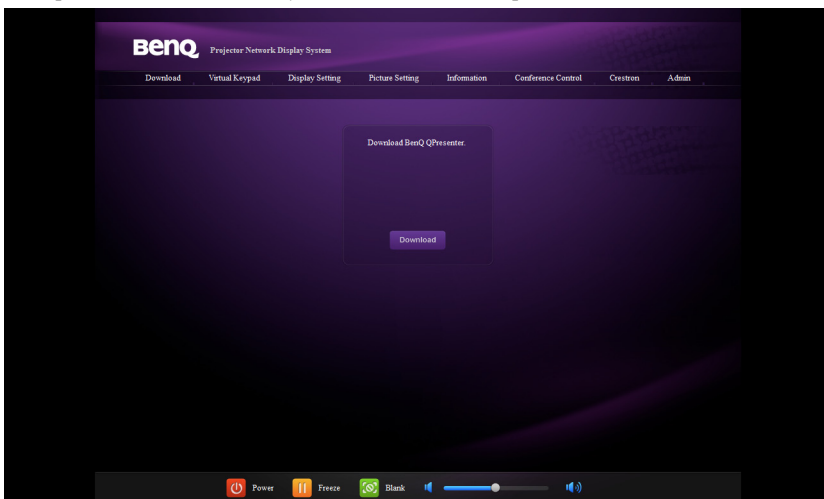 BenQ Projector Network Display System
Download Virtual Keypad Display Setting Picture Setting Information Conference Control Crestron Admin
Download BenQ QPresenter.
Download
Power Freeze Blank